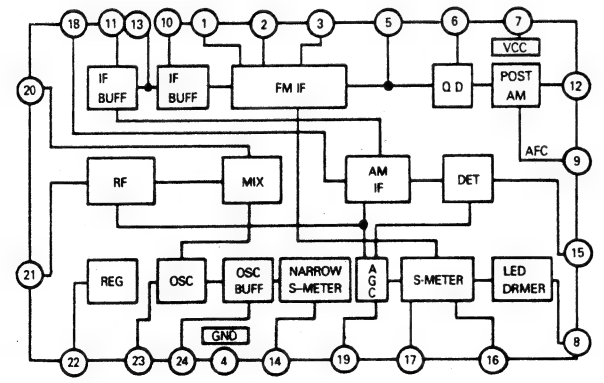 18 11 13 10 1 2 3 5 6 7
VCC
20
IF
BUFF
IF
BUFF
FM IF
Q D
POST
AM
12
AFC
9
RF
MIX
AM
IF
DET
15
21
REG
OSC
OSC
BUFF
NARROW
S-METER
A
G
C
S-METER
LED
DRMER
GND
8
22 23 24 4 14 19 17 16